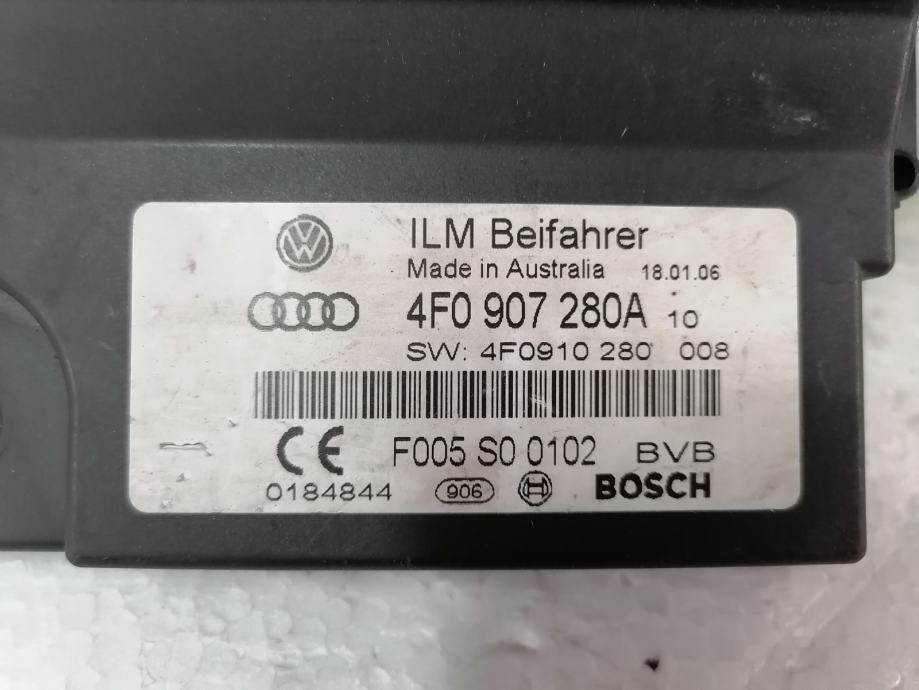 ILM Beifahrer
Made in Australia 18.01.06
4F0 907 280A 10
SW: 4F0910 280 008
CE F005 S0 0102 BVB
0184844 906 BOSCH